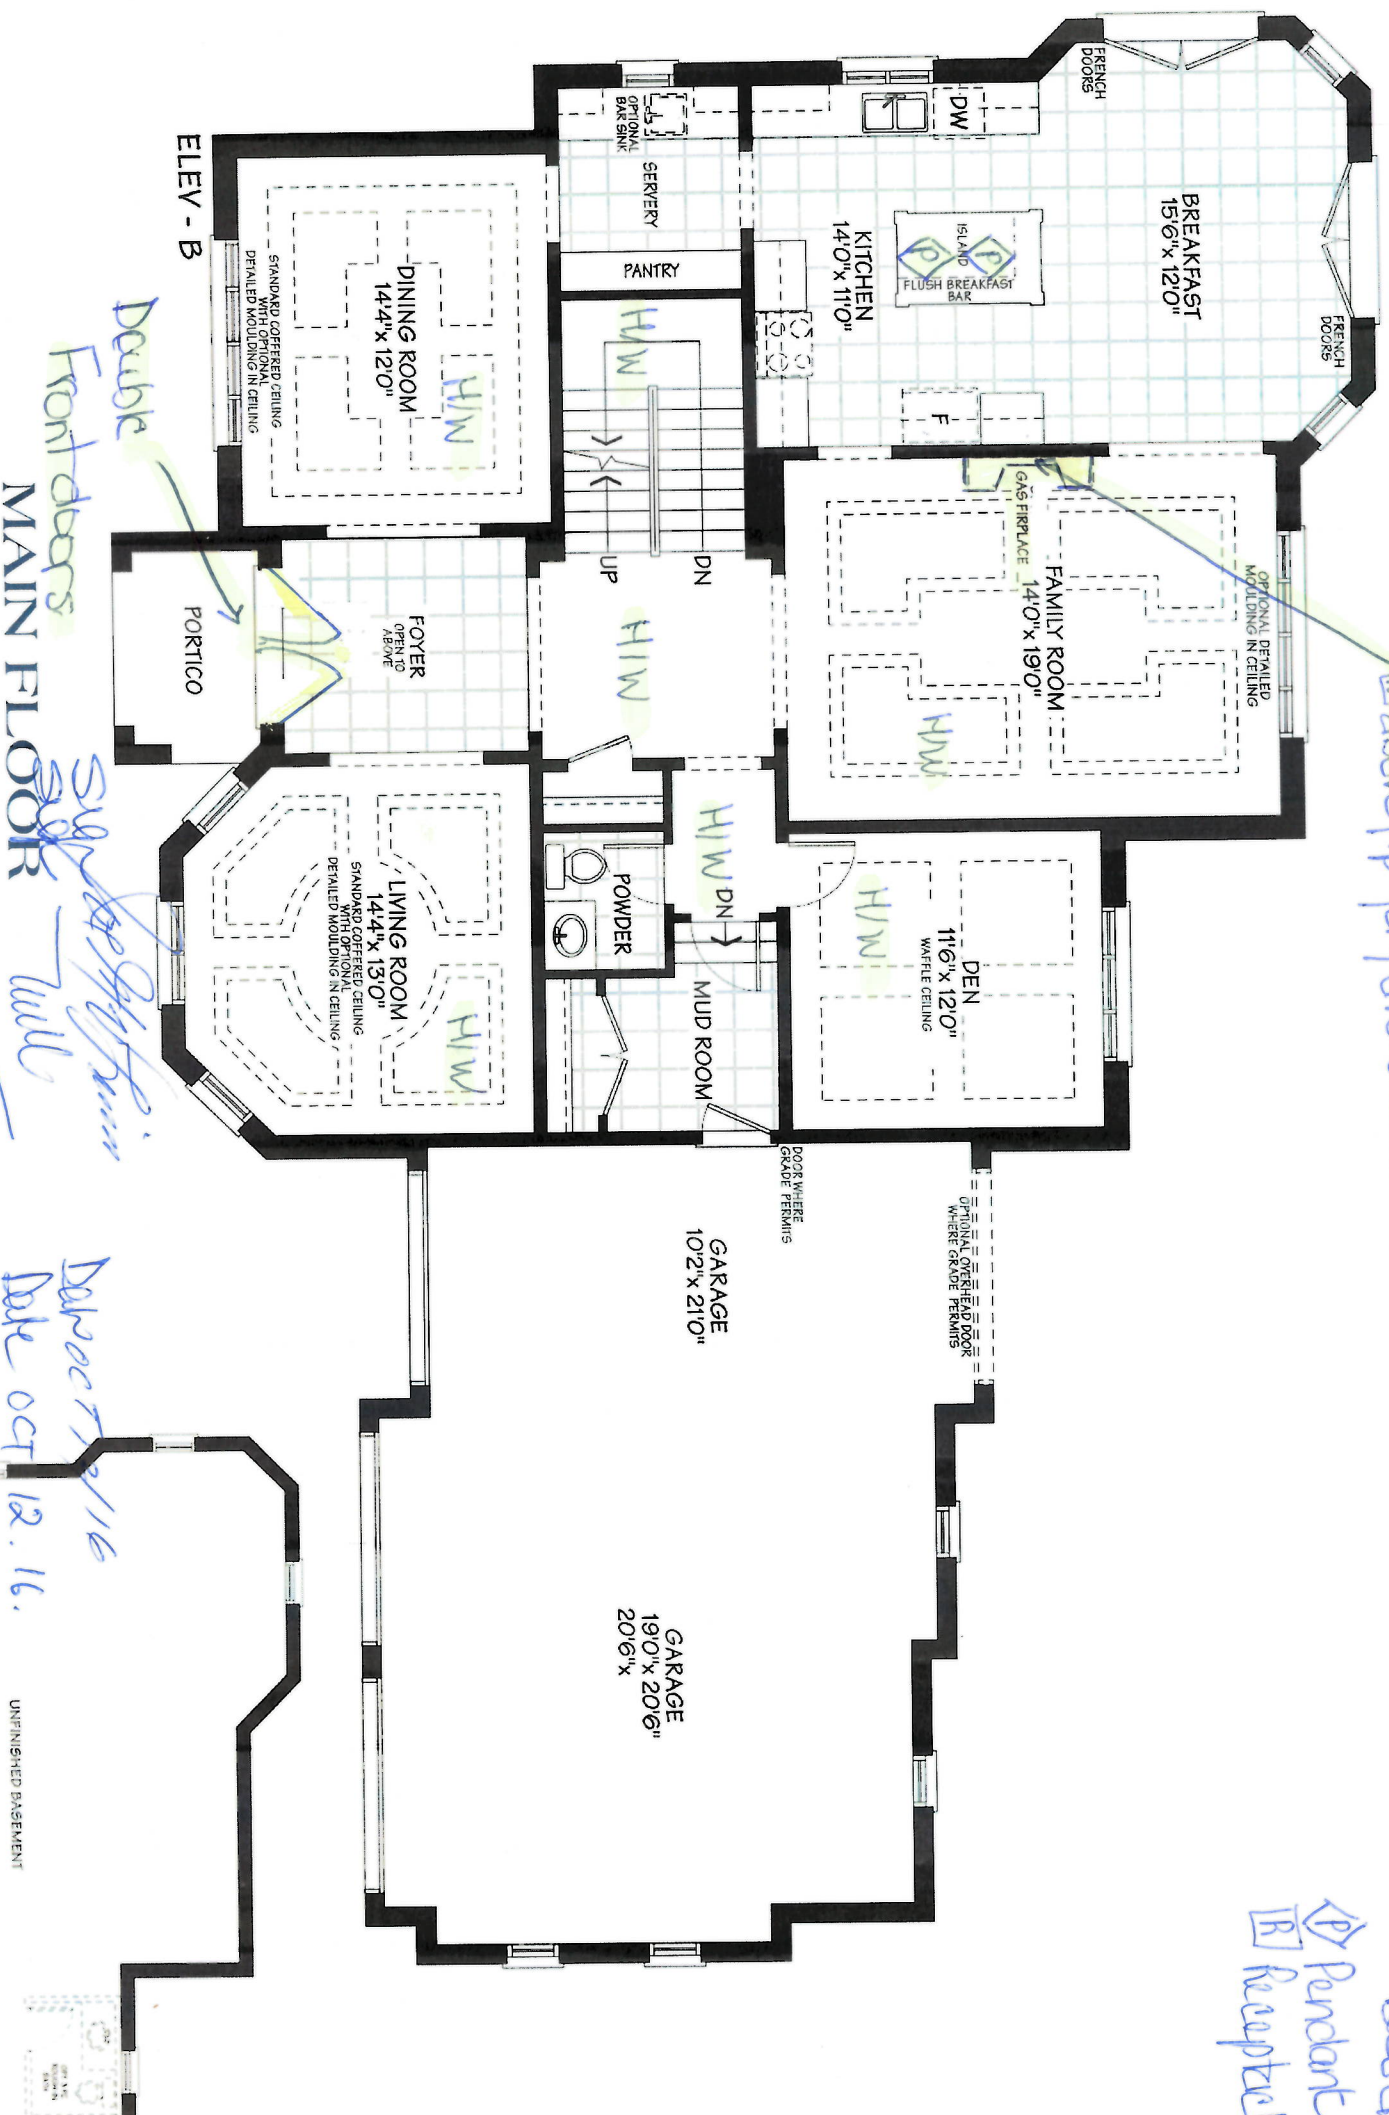 FRENCH
DOORS
BREAKFAST
15'6"x 12'0"
FRENCH
DOORS
DW
ISLAND
P
P
FLUSH BREAKFAST
BAR
KITCHEN
14'0"x 11'0"
F
OPTIONAL
BAR SINK
SERVERY
PANTRY
H/W
DN
UP
H/W
ELEV - B
DINING ROOM
14'4"x 12'0"
H/W
STANDARD COFFERED CEILING
WITH OPTIONAL
DETAILED MOULDING IN CEILING
GAS FIREPLACE
FAMILY ROOM
14'0"x 19'0"
H/W
OPTIONAL DETAILED
MOULDING IN CEILING
FOYER
OPEN TO
ABOVE
PORTICO
Double
Front doors
H/W
DN
POWDER
MUD ROOM
DEN
11'6"x 12'0"
WAFFLE CEILING
H/W
LIVING ROOM
14'4"x 13'0"
STANDARD COFFERED CEILING
WITH OPTIONAL
DETAILED MOULDING IN CEILING
H/W
DOOR WHERE
GRADE PERMITS
OPTIONAL OVERHEAD DOOR
WHERE GRADE PERMITS
GARAGE
10'2"x 21'0"
GARAGE
19'0"x 20'6"
20'6"x
MAIN FLOOR
Date OCT 12. 16.
UNFINISHED BASEMENT
P Pendant
R